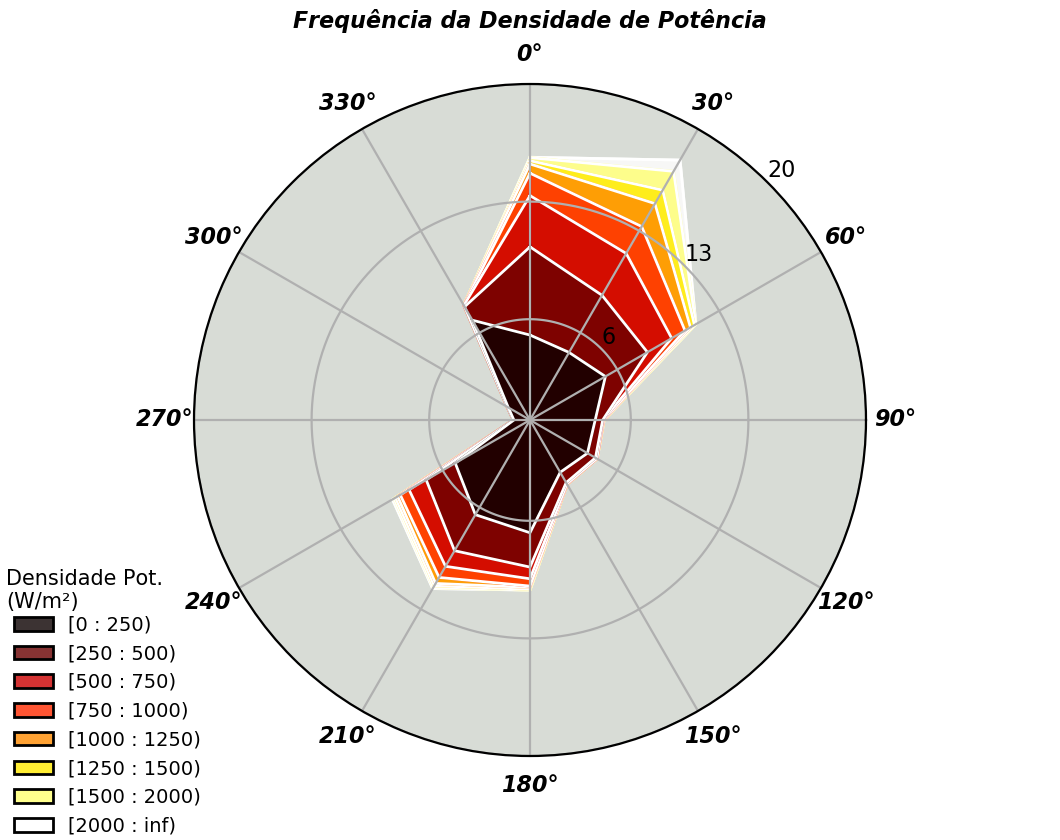 Frequência da Densidade de Potência
0°
330°
30°
20
300°
60°
13
6
270°
90°
240°
120°
210°
150°
180°
Densidade Pot.
(W/m²)
[0 : 250)
[250 : 500)
[500 : 750)
[750 : 1000)
[1000 : 1250)
[1250 : 1500)
[1500 : 2000)
[2000 : inf)